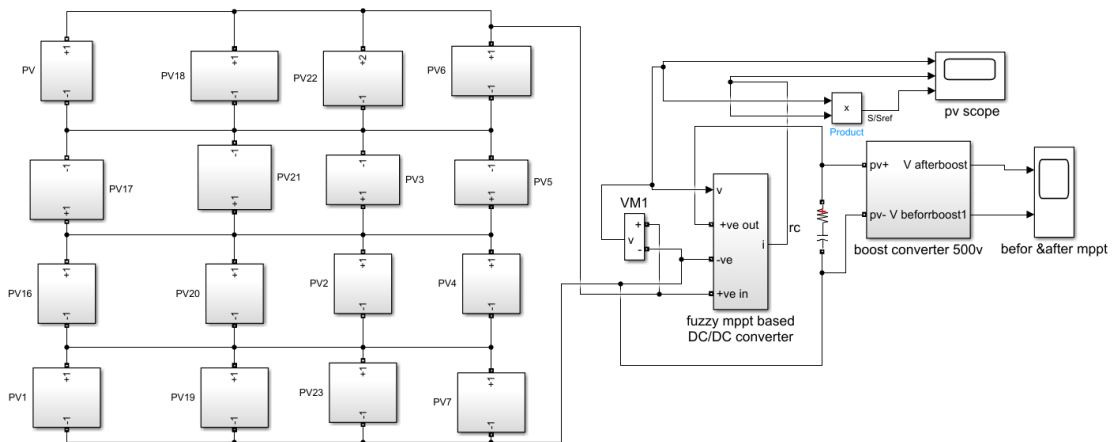 PV
+1
-1
PV18
+1
-1
PV22
+2
-1
PV6
+1
-1
PV17
-1
+1
PV21
-1
+1
PV3
+1
-1
PV5
+1
-1
PV16
+1
-1
PV20
+1
-1
PV2
+1
-1
PV4
+1
-1
PV1
+1
-1
PV19
+1
-1
PV23
+1
-1
PV7
+1
-1
VM1
+
v
-
v
+ve out
-ve
+ve in
i
rc
fuzzy mppt based
DC/DC converter
x
Product
S/Sref
pv scope
pv+
V afterboost
pv-
V beforrboost1
boost converter 500v
befor &after mppt